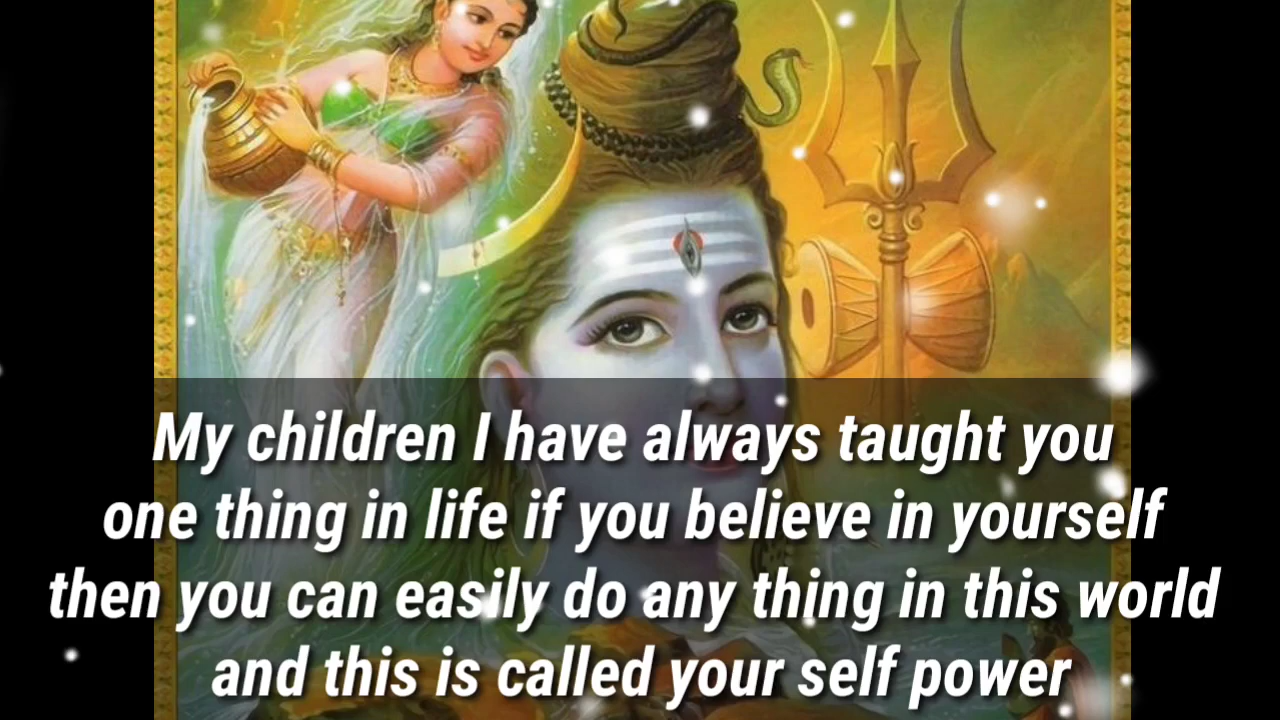 My children I have always taught you
one thing in life if you believe in yourself
then you can easily do any thing in this world
and this is called your self power